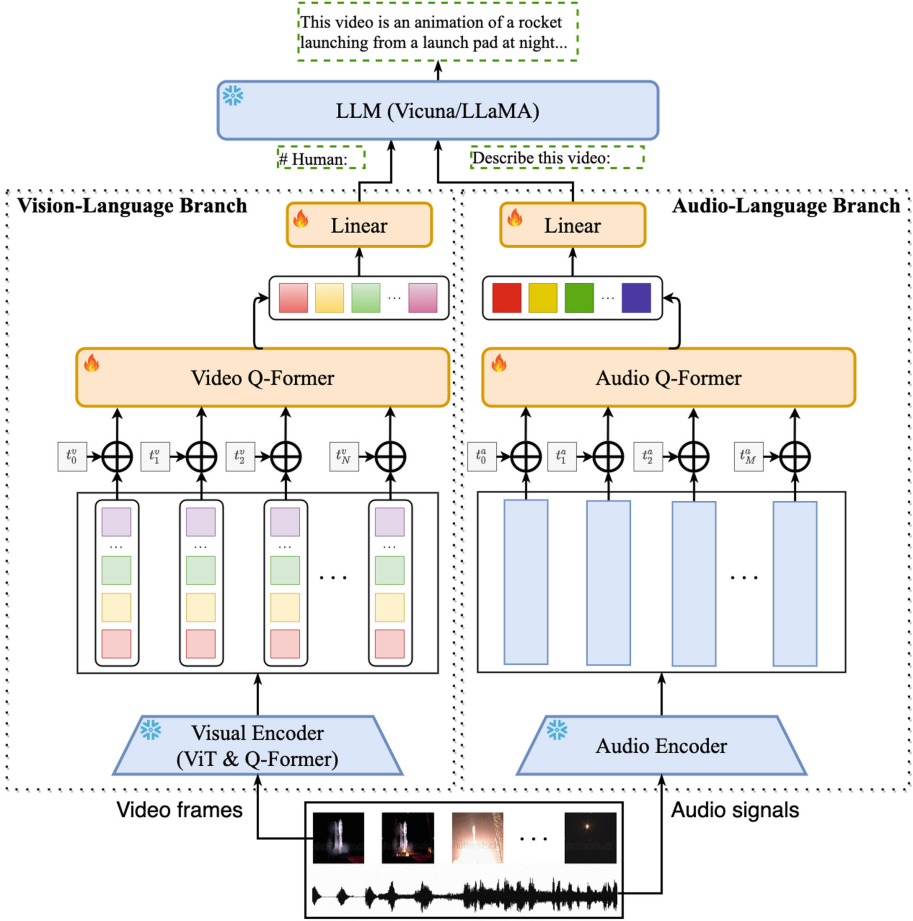 This video is an animation of a rocket
launching from a launch pad at night...
LLM (Vicuna/LLaMA)
# Human:
Describe this video:
Vision-Language Branch
Audio-Language Branch
Linear
Linear
...
...
Video Q-Former
Audio Q-Former
t_0^v
t_1^v
t_2^v
t_N^v
t_0^a
t_1^a
t_2^a
t_M^a
...
...
...
...
...
...
Visual Encoder
(ViT & Q-Former)
Audio Encoder
Video frames
Audio signals
...